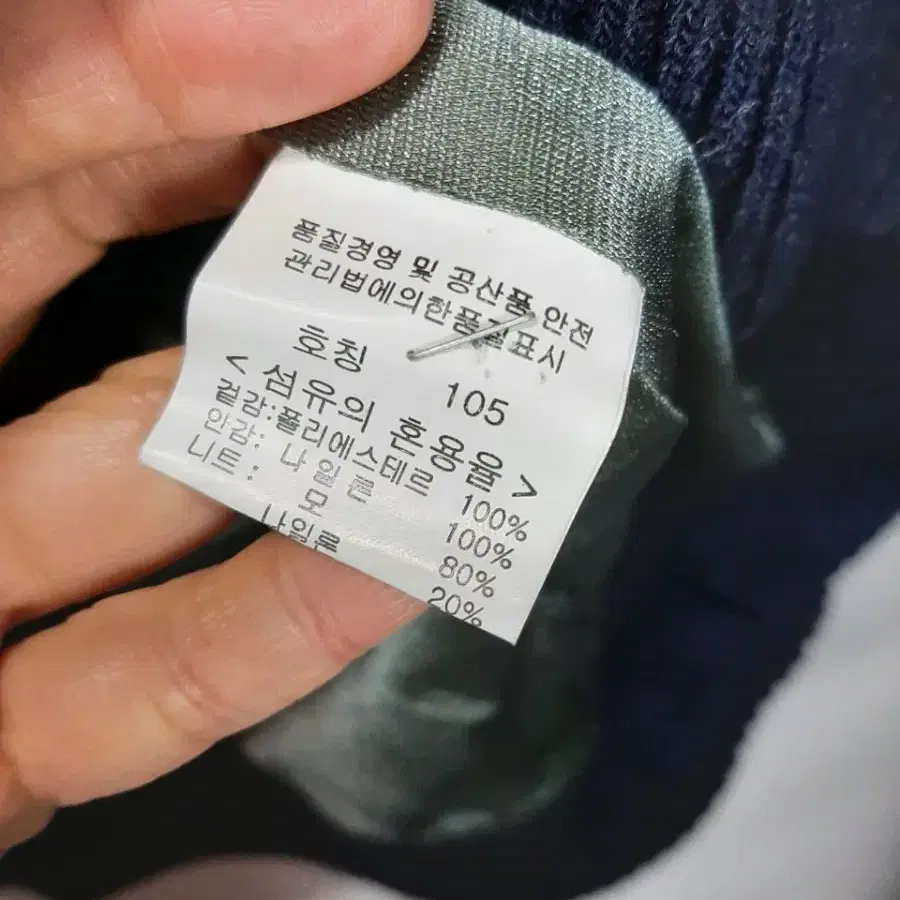 품질경영 및 공산품 안전
관리법에의한품질표시
호칭 105
< 섬유의 혼용율 >
겉감: 폴리에스테르 100%
안감: 나 일론 100%
니트: 모 80%
나일론 20%